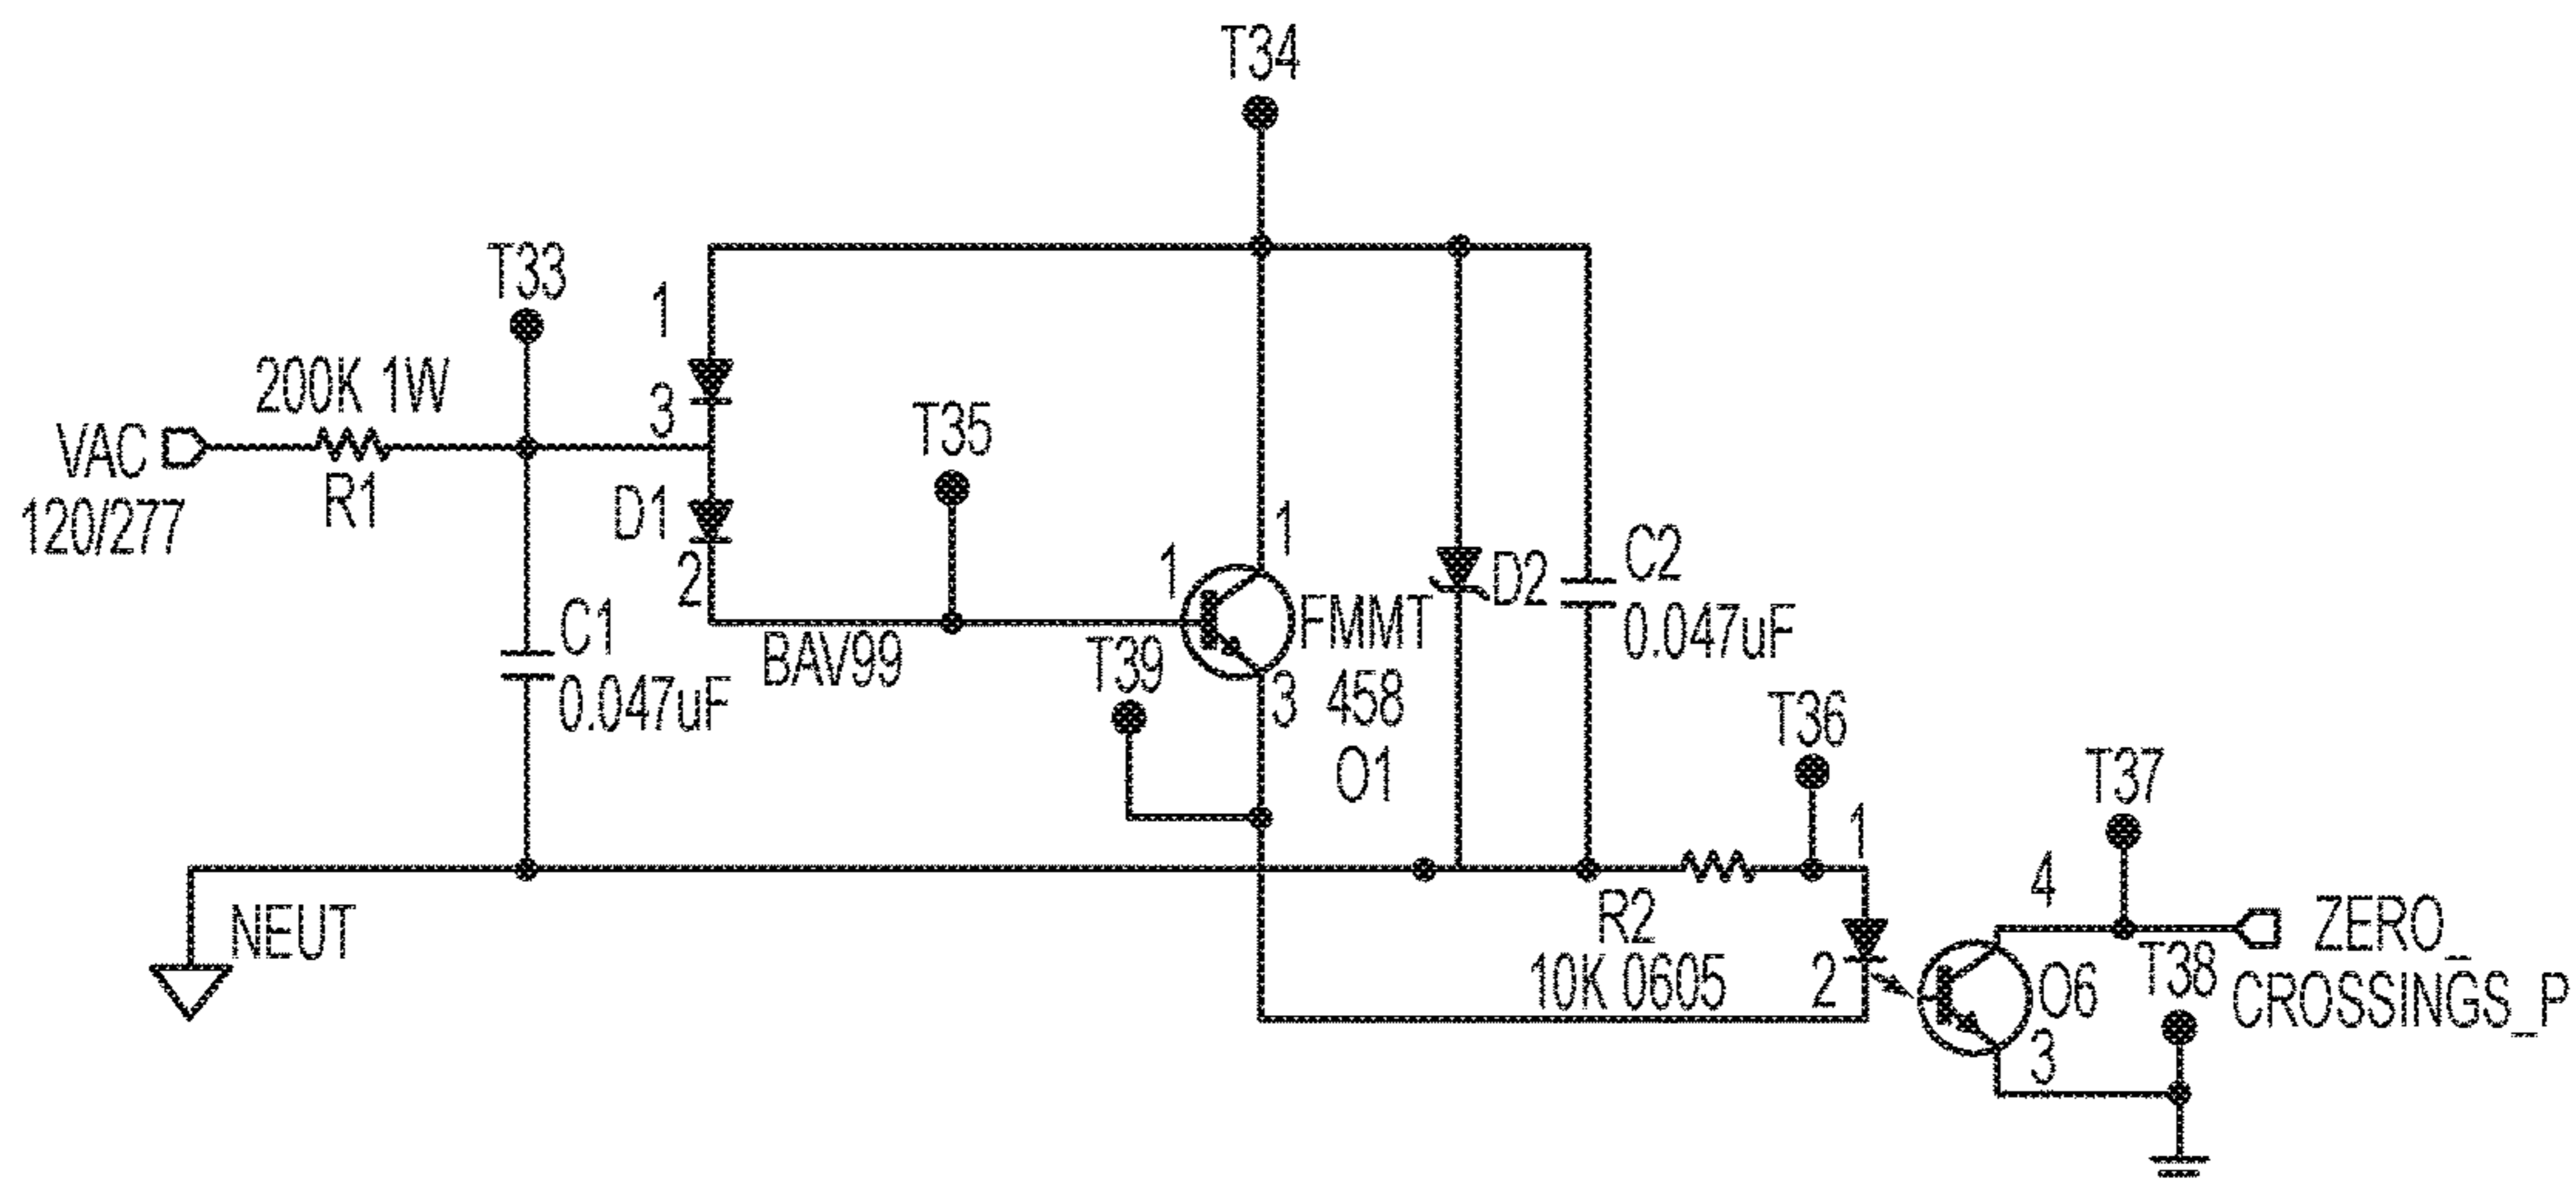 T34
T33
1
200K 1W
3
T35
VAC
120/277
R1
D1
2
1
1
C2
0.047uF
D2
C1
0.047uF
BAV99
T39
FMMT
458
O1
3
T36
T37
1
4
NEUT
R2
10K 0605
2
ZERO_
CROSSINGS_P
T38
O6
3